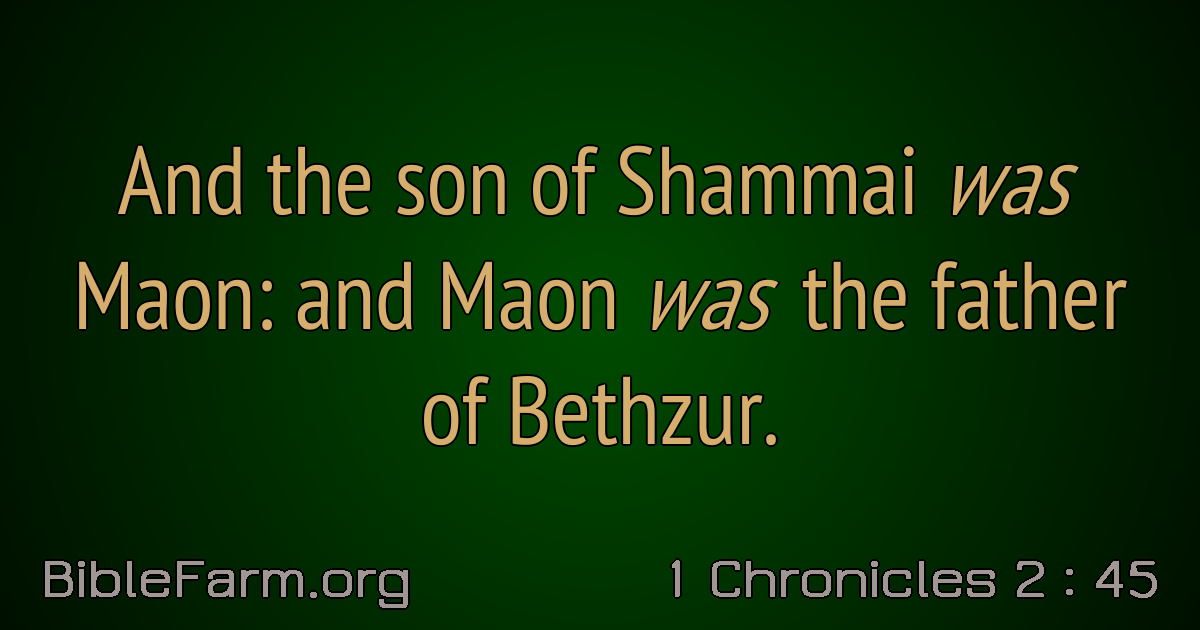 And the son of Shammai was
Maon: and Maon was the father
of Bethzur.
BibleFarm.org
1 Chronicles 2 : 45